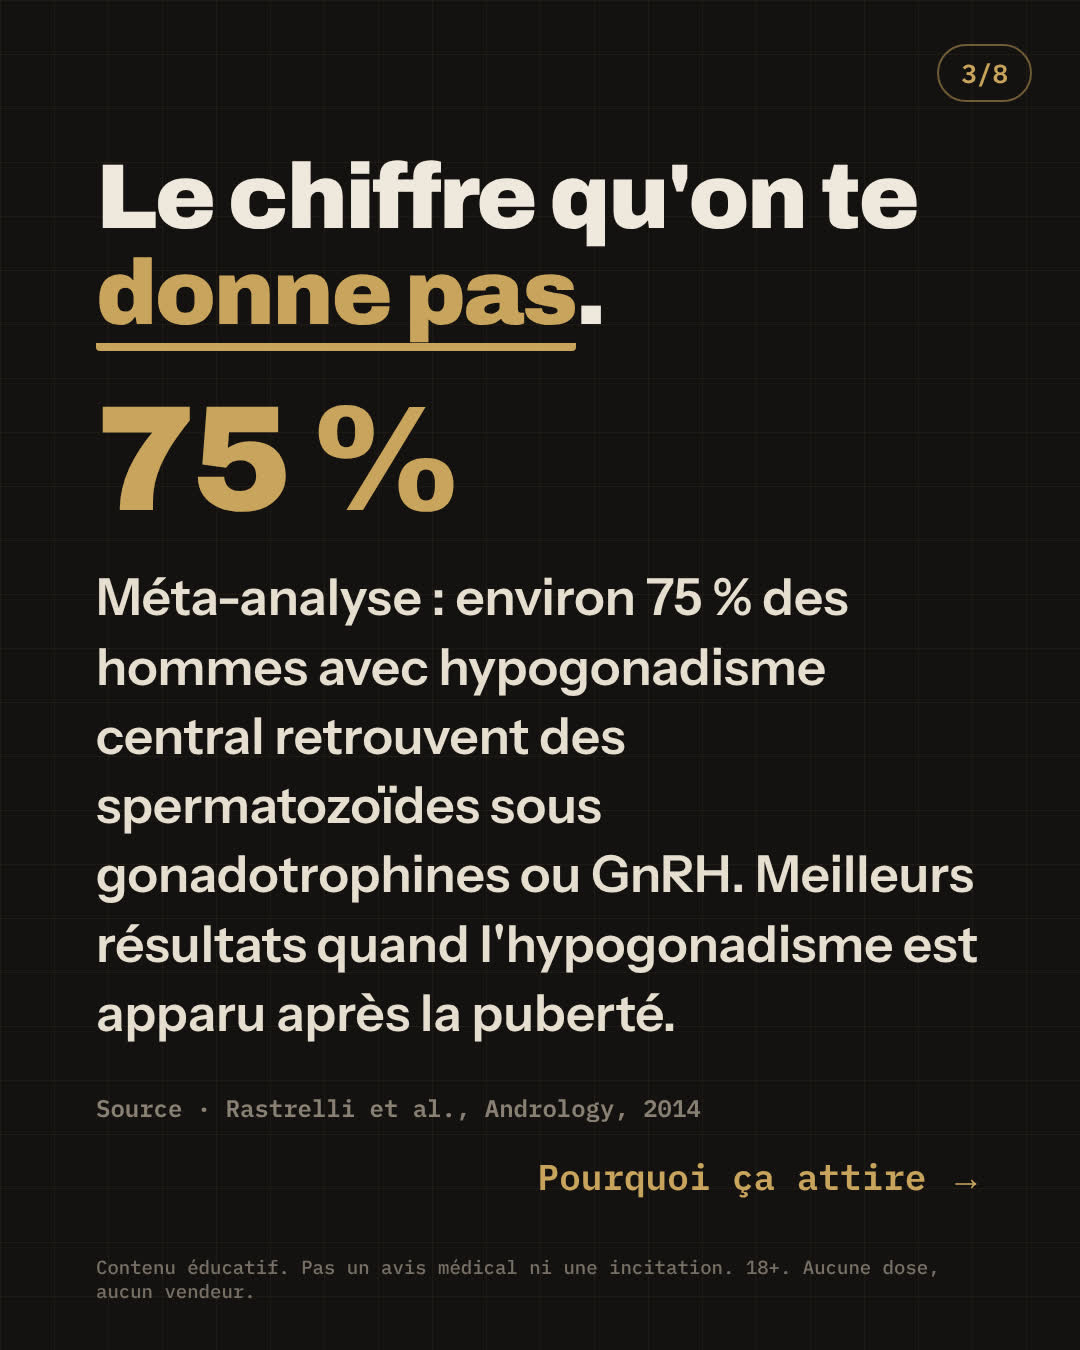 3/8
Le chiffre qu'on te
donne pas.
75 %
Méta-analyse : environ 75 % des
hommes avec hypogonadisme
central retrouvent des
spermatozoïdes sous
gonadotrophines ou GnRH. Meilleurs
résultats quand l'hypogonadisme est
apparu après la puberté.
Source · Rastrelli et al., Andrology, 2014
Pourquoi ça attire →
Contenu éducatif. Pas un avis médical ni une incitation. 18+. Aucune dose,
aucun vendeur.